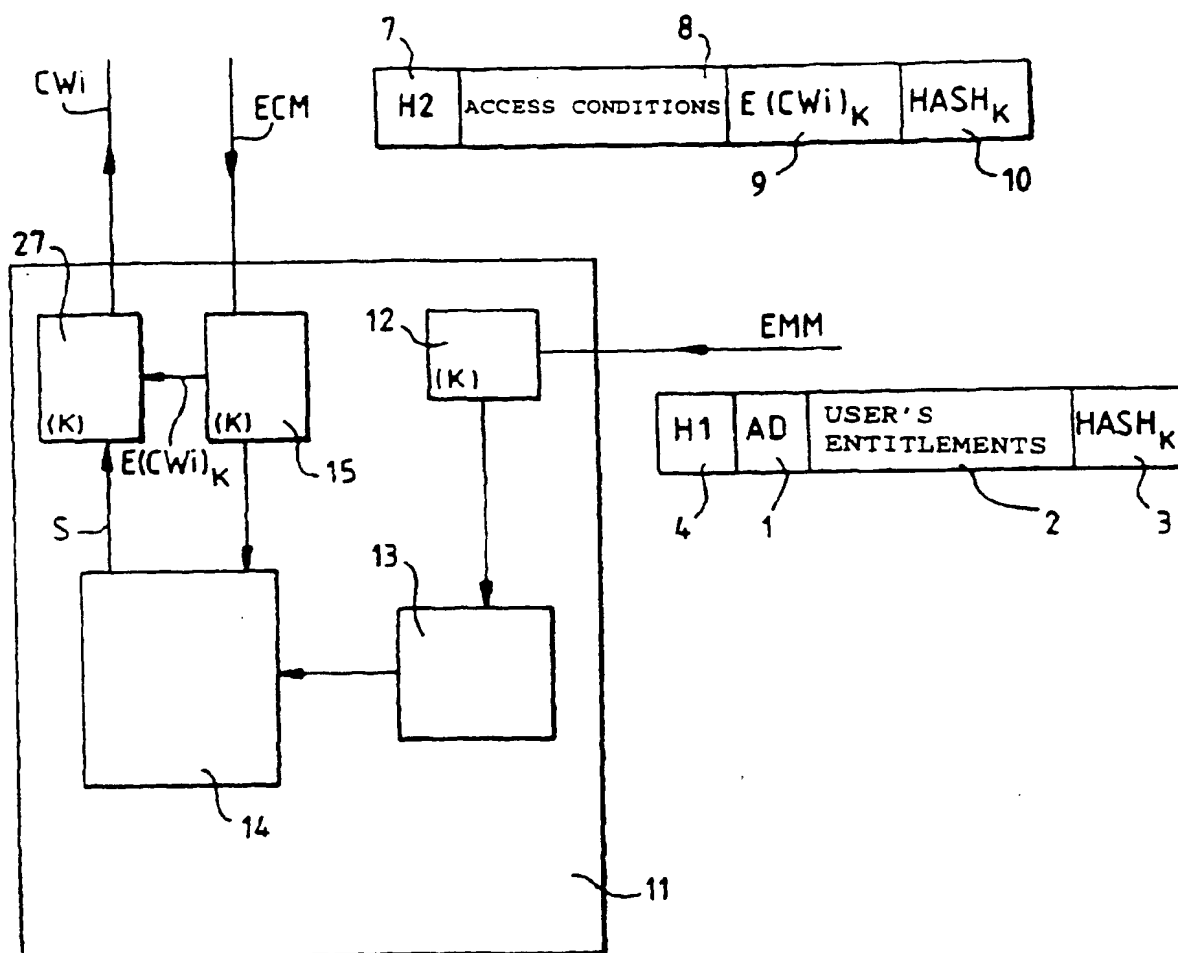 7
8
CWi
ECM
H2
ACCESS CONDITIONS
E(CWi)K
HASHK
9
10
27
12
EMM
(K)
(K)
(K)
E(CWi)K
15
H1
AD
USER'S
ENTITLEMENTS
HASHK
4
1
2
3
S
13
14
11